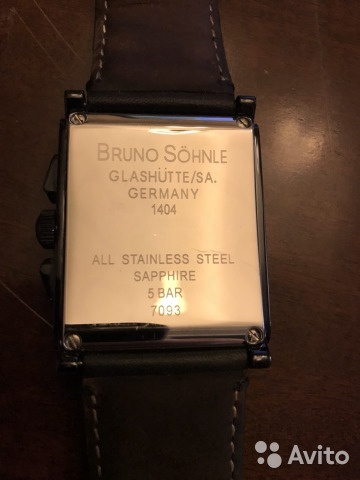 BRUNO SÖHNLE
GLASHÜTTE/SA.
GERMANY
1404
ALL STAINLESS STEEL
SAPPHIRE
5 BAR
7093
Avito